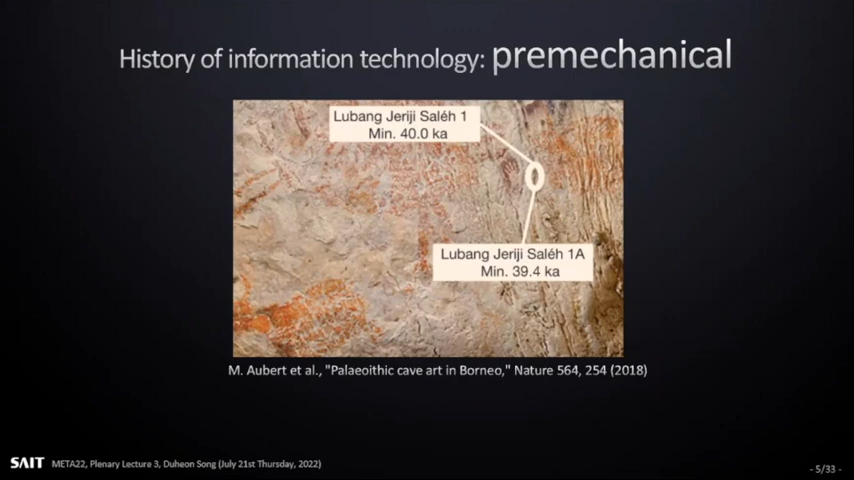 History of information technology: premechanical
Lubang Jeriji Saléh 1
Min. 40.0 ka
Lubang Jeriji Saléh 1A
Min. 39.4 ka
M. Aubert et al., "Palaeoithic cave art in Borneo," Nature 564, 254 (2018)
SAIT META22, Plenary Lecture 3, Duheon Song (July 21st Thursday, 2022)
- 5/33 -